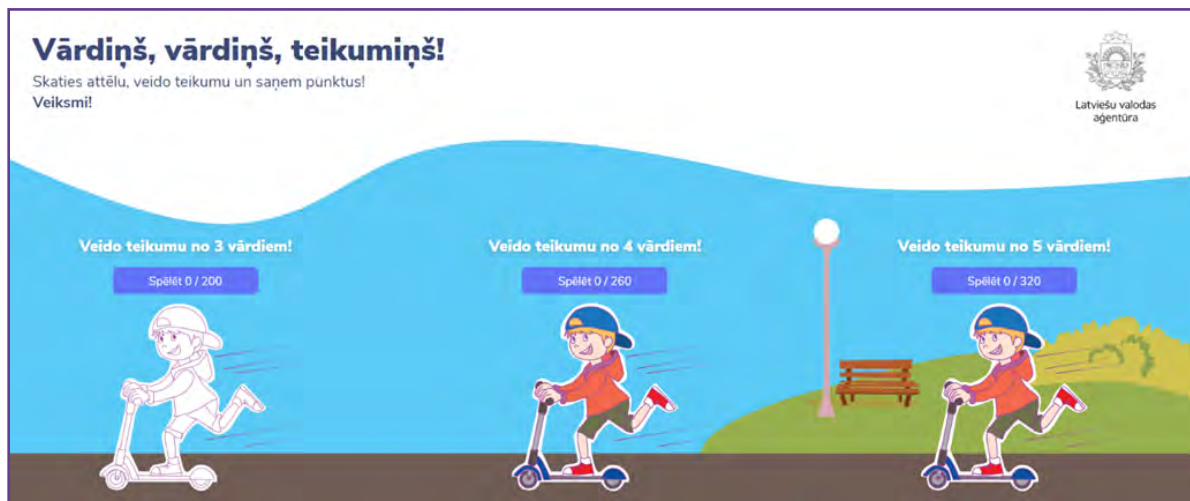 Vārdiņš, vārdiņš, teikumiņš!
Skaties attēlu, veido teikumu un saņem punktus!
Veiksmi!
Latviešu valodas
aģentūra
Veido teikumu no 3 vārdiem!
Spēlēt 0 / 200
Veido teikumu no 4 vārdiem!
Spēlēt 0 / 260
Veido teikumu no 5 vārdiem!
Spēlēt 0 / 320